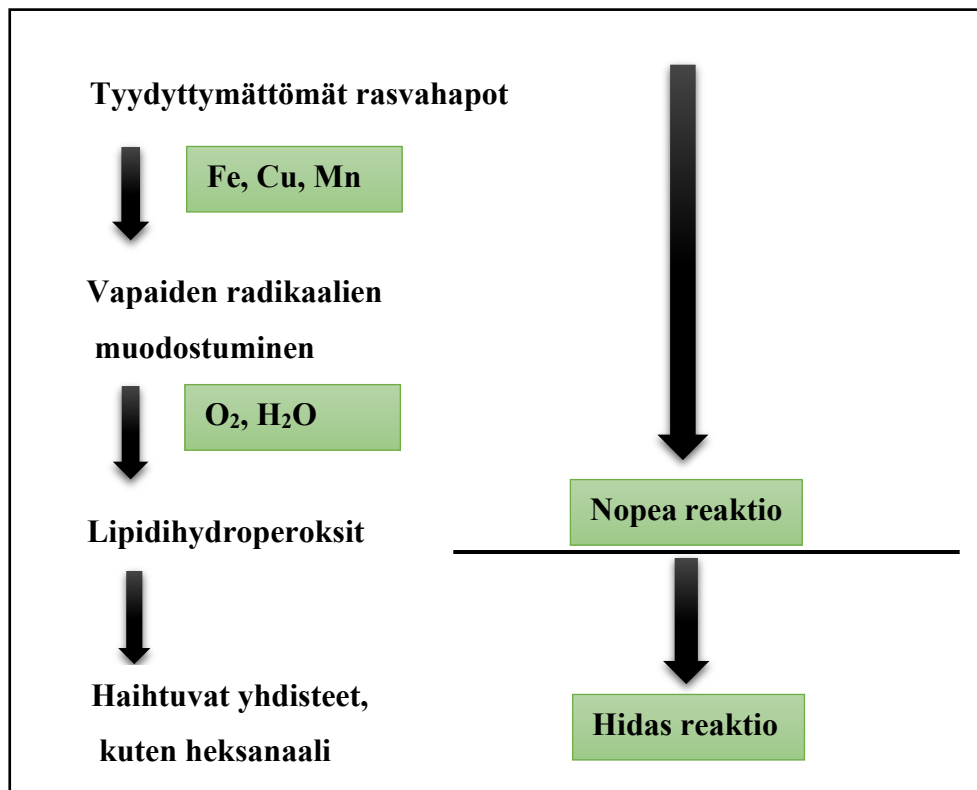 Tyydyttymättömät rasvahapot
Fe, Cu, Mn
Vapaiden radikaalien
muodostuminen
O₂, H₂O
Lipidihydroperoksit
Nopea reaktio
Haihtuvat yhdisteet,
kuten heksanaali
Hidas reaktio